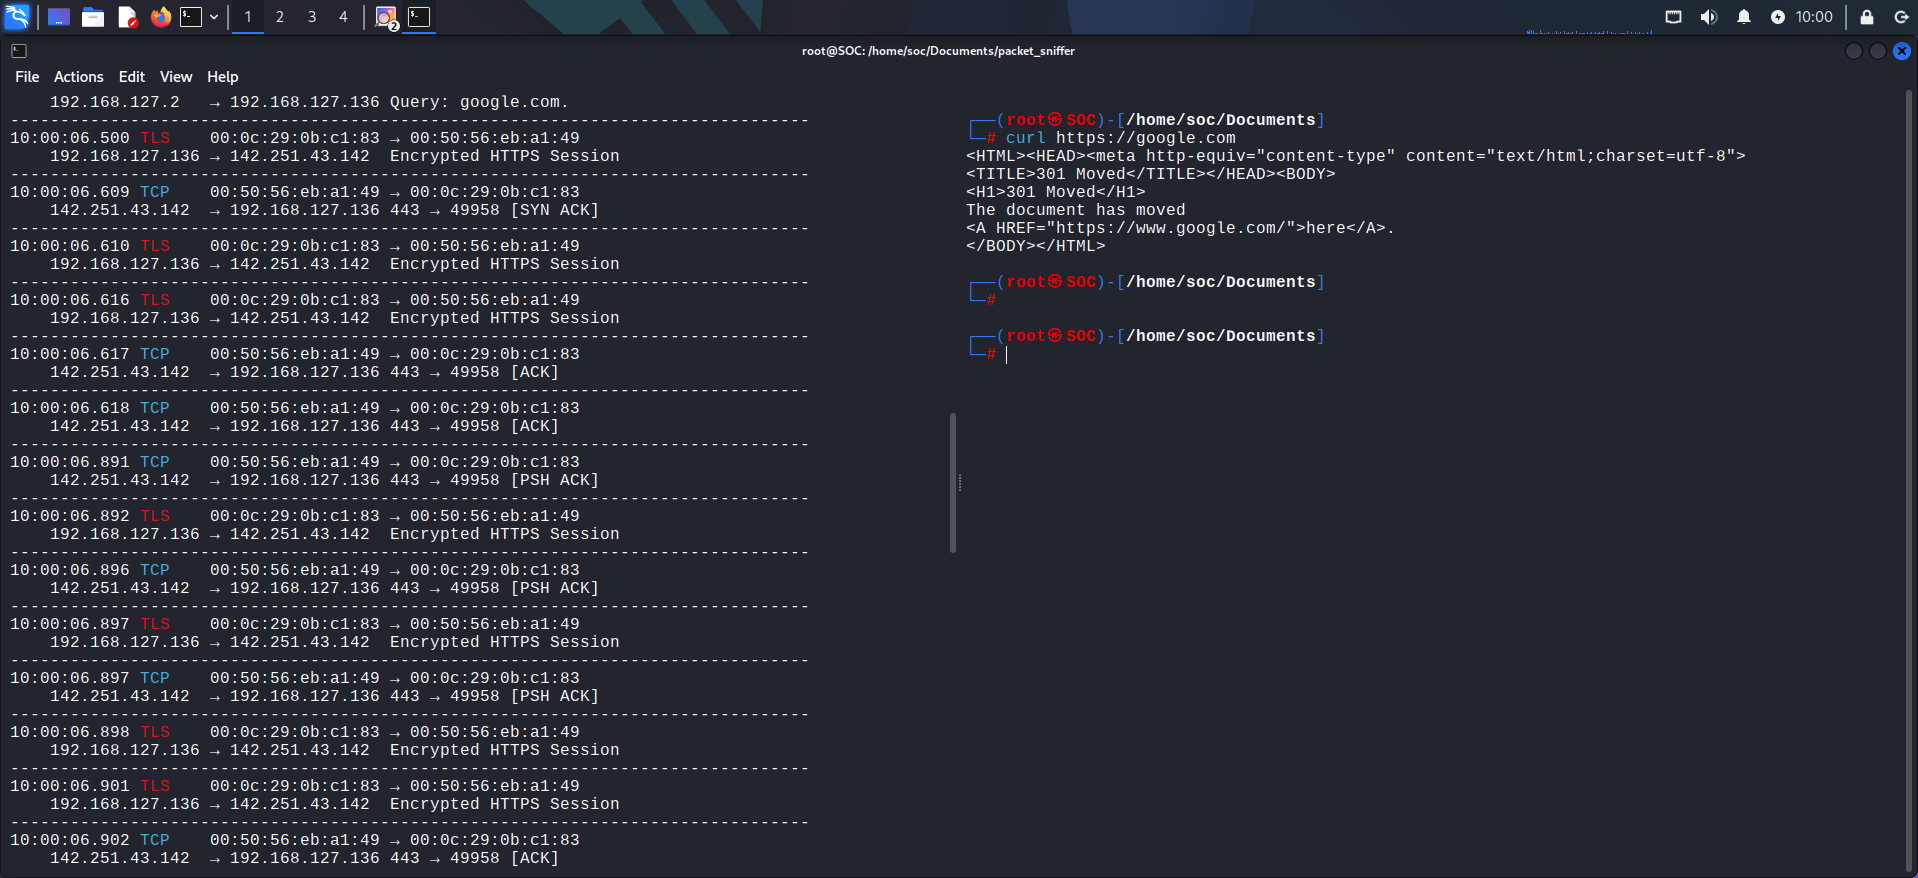 1 2 3 4 2 10:00
root@SOC: /home/soc/Documents/packet_sniffer
File Actions Edit View Help
192.168.127.2 → 192.168.127.136 Query: google.com.
--------------------------------------------------------------------------------
10:00:06.500 TLS 00:0c:29:0b:c1:83 → 00:50:56:eb:a1:49
192.168.127.136 → 142.251.43.142 Encrypted HTTPS Session
--------------------------------------------------------------------------------
10:00:06.609 TCP 00:50:56:eb:a1:49 → 00:0c:29:0b:c1:83
142.251.43.142 → 192.168.127.136 443 → 49958 [SYN ACK]
--------------------------------------------------------------------------------
10:00:06.610 TLS 00:0c:29:0b:c1:83 → 00:50:56:eb:a1:49
192.168.127.136 → 142.251.43.142 Encrypted HTTPS Session
--------------------------------------------------------------------------------
10:00:06.616 TLS 00:0c:29:0b:c1:83 → 00:50:56:eb:a1:49
192.168.127.136 → 142.251.43.142 Encrypted HTTPS Session
--------------------------------------------------------------------------------
10:00:06.617 TCP 00:50:56:eb:a1:49 → 00:0c:29:0b:c1:83
142.251.43.142 → 192.168.127.136 443 → 49958 [ACK]
--------------------------------------------------------------------------------
10:00:06.618 TCP 00:50:56:eb:a1:49 → 00:0c:29:0b:c1:83
142.251.43.142 → 192.168.127.136 443 → 49958 [ACK]
--------------------------------------------------------------------------------
10:00:06.891 TCP 00:50:56:eb:a1:49 → 00:0c:29:0b:c1:83
142.251.43.142 → 192.168.127.136 443 → 49958 [PSH ACK]
--------------------------------------------------------------------------------
10:00:06.892 TLS 00:0c:29:0b:c1:83 → 00:50:56:eb:a1:49
192.168.127.136 → 142.251.43.142 Encrypted HTTPS Session
--------------------------------------------------------------------------------
10:00:06.896 TCP 00:50:56:eb:a1:49 → 00:0c:29:0b:c1:83
142.251.43.142 → 192.168.127.136 443 → 49958 [PSH ACK]
--------------------------------------------------------------------------------
10:00:06.897 TLS 00:0c:29:0b:c1:83 → 00:50:56:eb:a1:49
192.168.127.136 → 142.251.43.142 Encrypted HTTPS Session
--------------------------------------------------------------------------------
10:00:06.897 TCP 00:50:56:eb:a1:49 → 00:0c:29:0b:c1:83
142.251.43.142 → 192.168.127.136 443 → 49958 [PSH ACK]
--------------------------------------------------------------------------------
10:00:06.898 TLS 00:0c:29:0b:c1:83 → 00:50:56:eb:a1:49
192.168.127.136 → 142.251.43.142 Encrypted HTTPS Session
--------------------------------------------------------------------------------
10:00:06.901 TLS 00:0c:29:0b:c1:83 → 00:50:56:eb:a1:49
192.168.127.136 → 142.251.43.142 Encrypted HTTPS Session
--------------------------------------------------------------------------------
10:00:06.902 TCP 00:50:56:eb:a1:49 → 00:0c:29:0b:c1:83
142.251.43.142 → 192.168.127.136 443 → 49958 [ACK]
┌──(root㉿SOC)-[/home/soc/Documents]
└─# curl https://google.com
<HTML><HEAD><meta http-equiv="content-type" content="text/html;charset=utf-8">
<TITLE>301 Moved</TITLE></HEAD><BODY>
<H1>301 Moved</H1>
The document has moved
<A HREF="https://www.google.com/">here</A>.
</BODY></HTML>
┌──(root㉿SOC)-[/home/soc/Documents]
└─#
┌──(root㉿SOC)-[/home/soc/Documents]
└─#